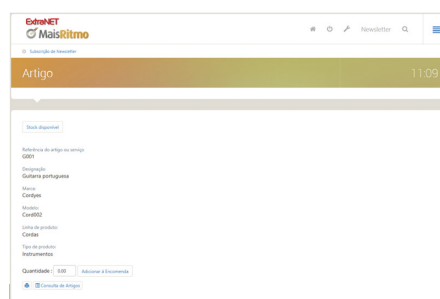 ExtraNET
MaisRitmo
Newsletter
Subscrição de Newsletter
Artigo
11:09
Stock disponível
Referência do artigo ou serviço
G001
Designação
Guitarra portuguesa
Marca
Cordyas
Modelo
Cord002
Linha de produto
Cordas
Tipo de produto
Instrumentos
Quantidade : 0.00 Adicionar à Encomenda
Consulta de Artigos